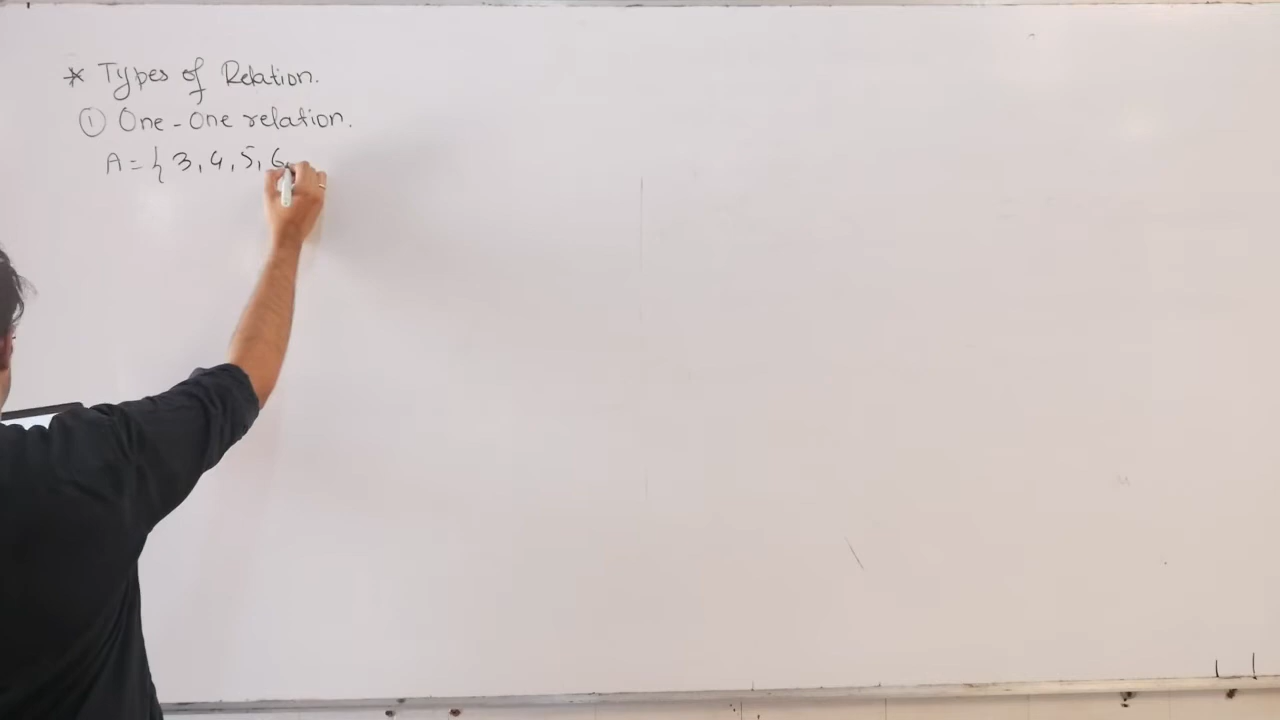 * Types of Relation.
① One-One relation.
A = { 3, 4, 5, 6